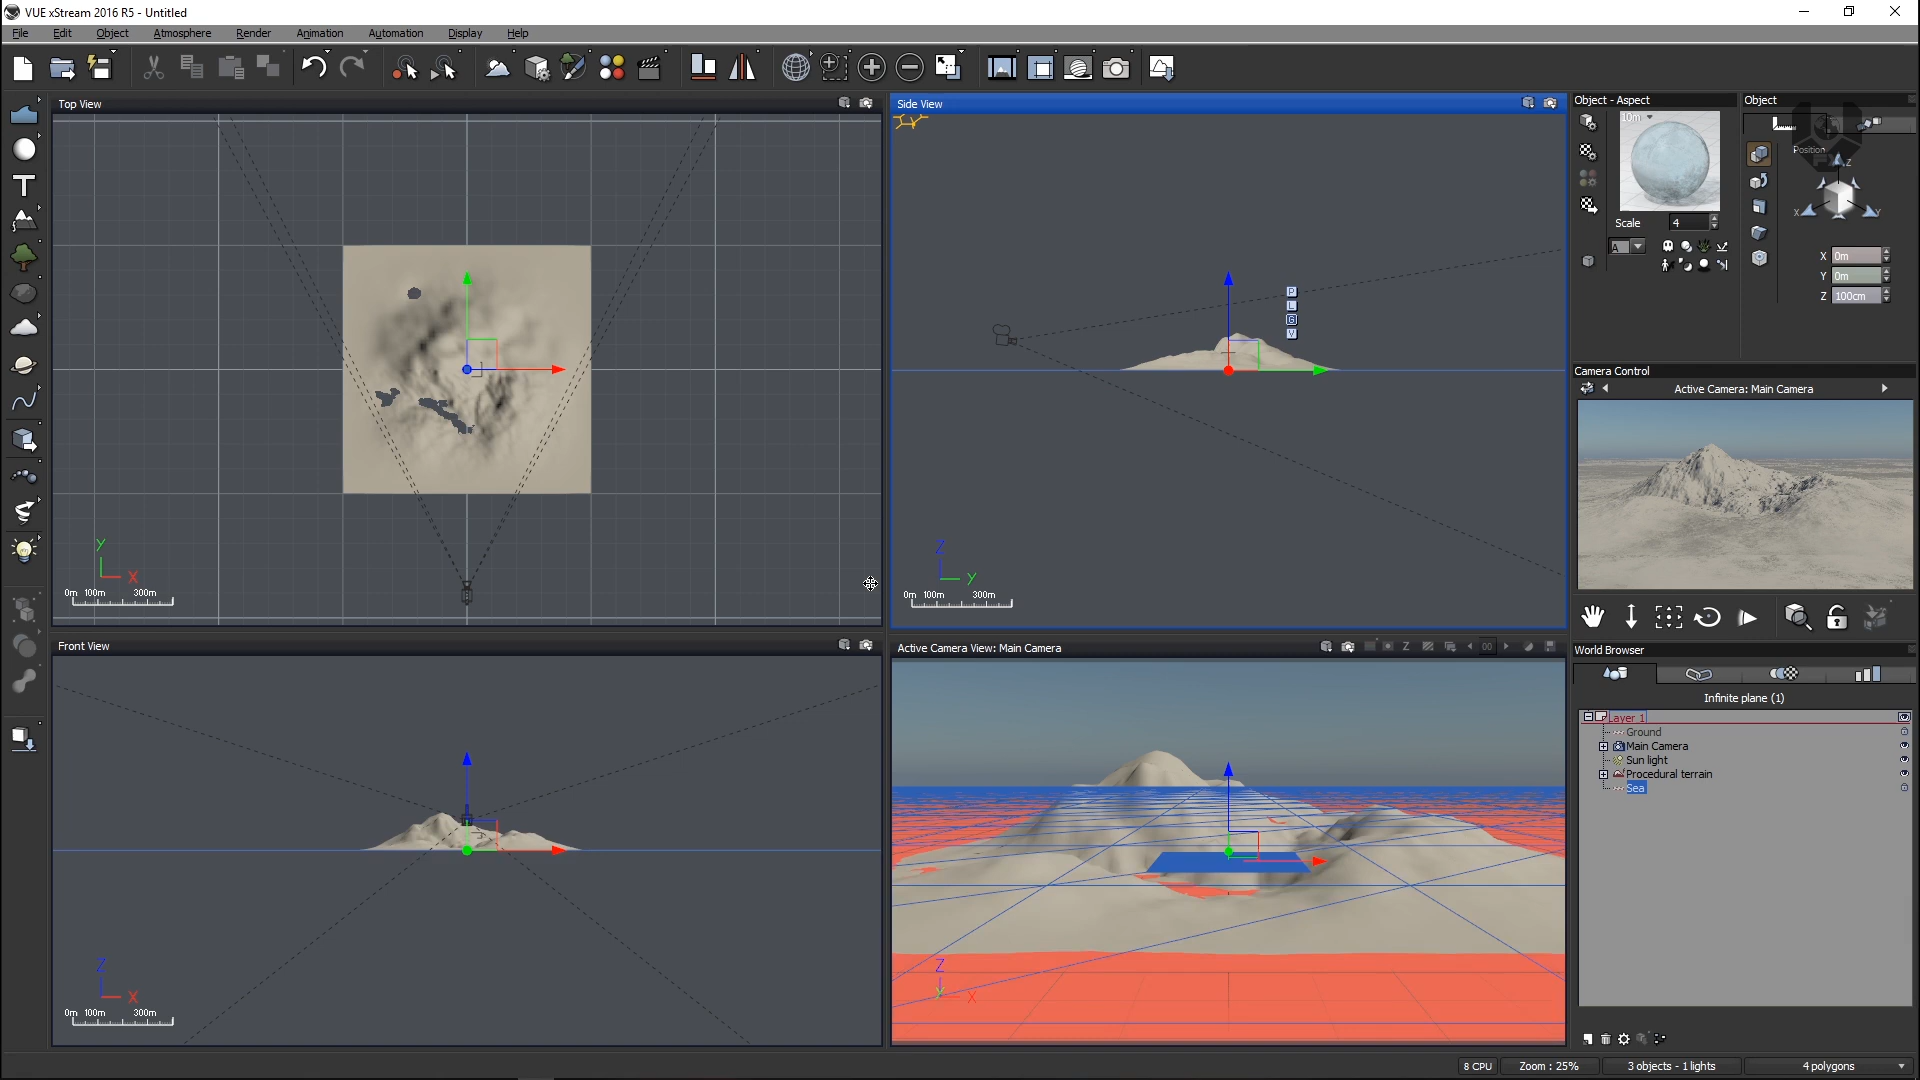 VUE xStream 2016 R5 - Untitled
File Edit Object Atmosphere Render Animation Automation Display Help
Top View
Y
X
0m 100m 300m
Side View
P
L
G
V
Z
Y
0m 100m 300m
Front View
Z
X
0m 100m 300m
Active Camera View: Main Camera
Z
00
Z
Y
X
Object - Aspect
10m
Scale 4
A
Object
Position
Z
X
Y
X 0m
Y 0m
Z 100cm
Camera Control
Active Camera: Main Camera
World Browser
Infinite plane (1)
Layer 1
Ground
Main Camera
Sun light
Procedural terrain
Sea
8 CPU Zoom : 25% 3 objects - 1 lights 4 polygons